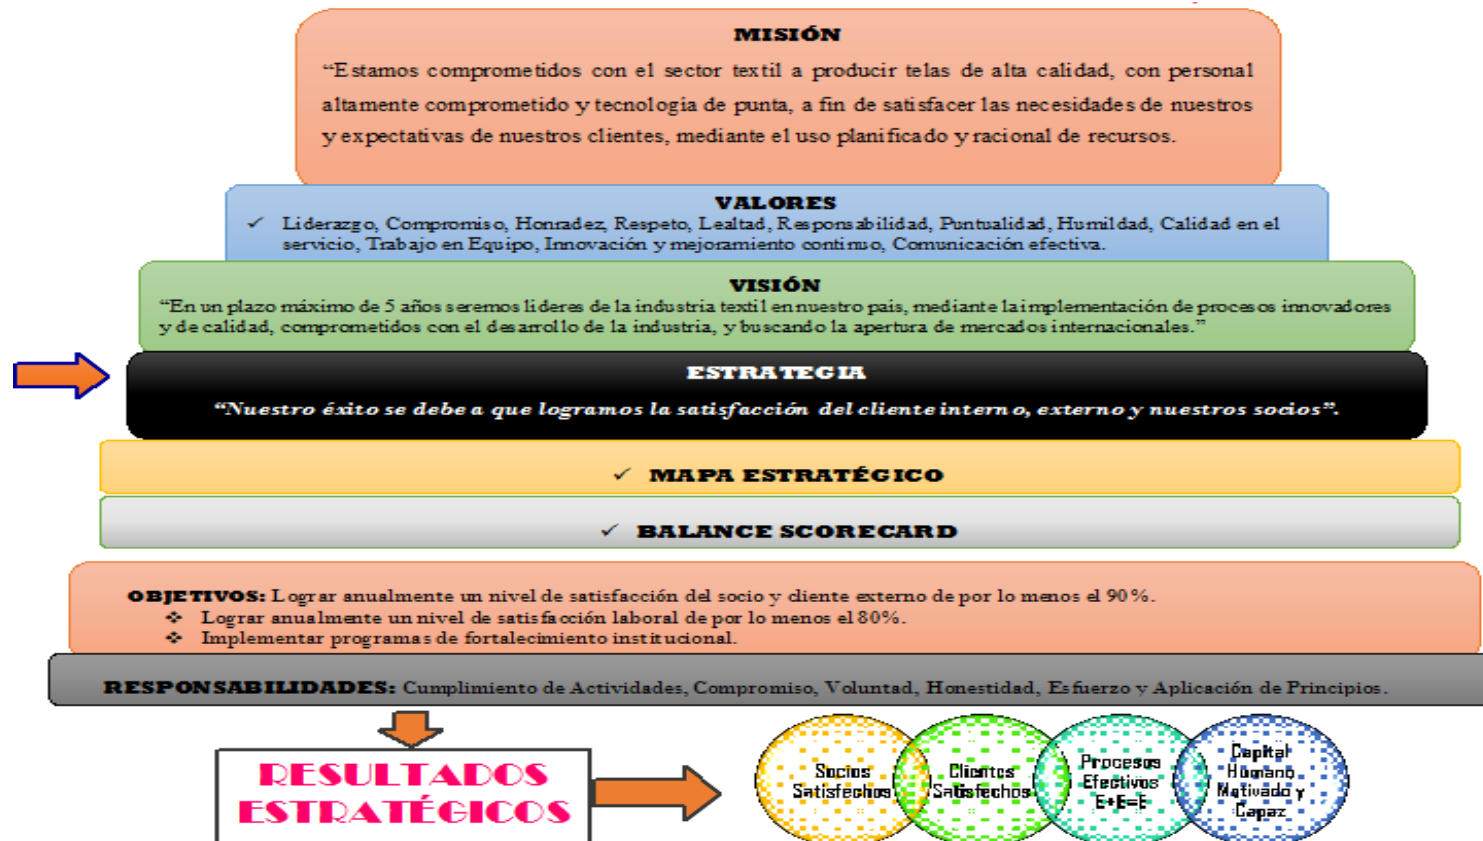 MISIÓN
“Estamos comprometidos con el sector textil a producir telas de alta calidad, con personal
altamente comprometido y tecnología de punta, a fin de satisfacer las necesidades de nuestros
y expectativas de nuestros clientes, mediante el uso planificado y racional de recursos.
VALORES
✓ Liderazgo, Compromiso, Honradez, Respeto, Lealtad, Responsabilidad, Puntualidad, Humildad, Calidad en el
servicio, Trabajo en Equipo, Innovación y mejoramiento continuo, Comunicación efectiva.
VISIÓN
“En un plazo máximo de 5 años seremos lideres de la industria textil en nuestro pais, mediante la implementación de procesos innovadores
y de calidad, comprometidos con el desarrollo de la industria, y buscando la apertura de mercados internacionales.”
ESTRATEGIA
“Nuestro éxito se debe a que logramos la satisfacción del cliente interno, externo y nuestros socios”.
✓ MAPA ESTRATÉGICO
✓ BALANCE SCORECARD
OBJETIVOS: Lograr anualmente un nivel de satisfacción del socio y cliente externo de por lo menos el 90%.
❖ Lograr anualmente un nivel de satisfacción laboral de por lo menos el 80%.
❖ Implementar programas de fortalecimiento institucional.
RESPONSABILIDADES: Cumplimiento de Actividades, Compromiso, Voluntad, Honestidad, Esfuerzo y Aplicación de Principios.
RESULTADOS
ESTRATÉGICOS
Socios
Satisfechos
Clientes
Satisfechos
Procesos
Efectivos
E+E=E
Capital
Humano
Motivado y
Capaz